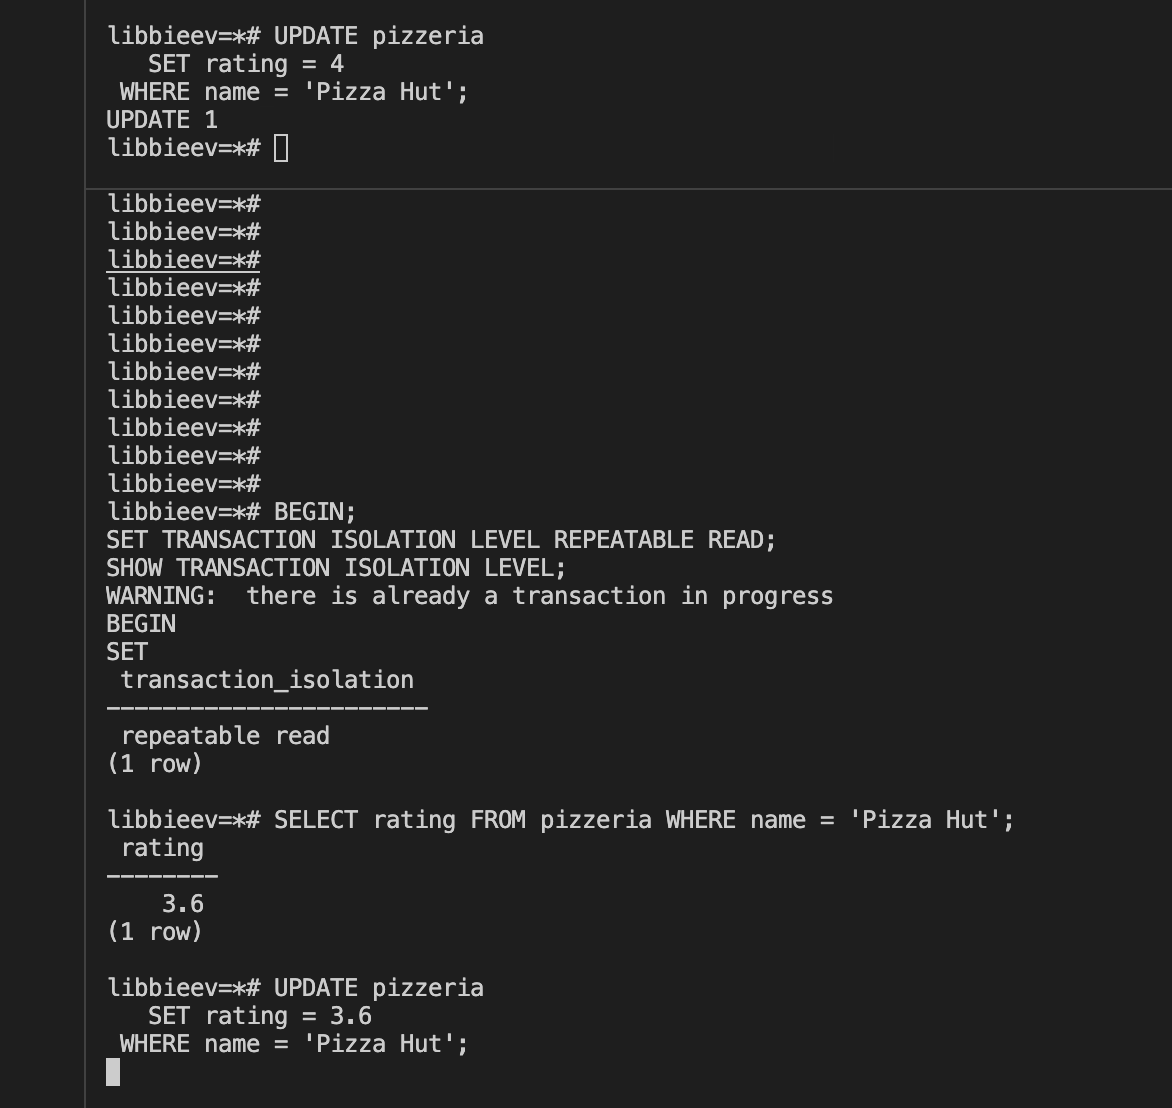 libbieev=*# UPDATE pizzeria
   SET rating = 4
 WHERE name = 'Pizza Hut';
UPDATE 1
libbieev=*#
libbieev=*#
libbieev=*#
libbieev=*#
libbieev=*#
libbieev=*#
libbieev=*#
libbieev=*#
libbieev=*#
libbieev=*#
libbieev=*#
libbieev=*#
libbieev=*# BEGIN;
SET TRANSACTION ISOLATION LEVEL REPEATABLE READ;
SHOW TRANSACTION ISOLATION LEVEL;
WARNING:  there is already a transaction in progress
BEGIN
SET
 transaction_isolation
-----------------------
 repeatable read
(1 row)

libbieev=*# SELECT rating FROM pizzeria WHERE name = 'Pizza Hut';
 rating
--------
    3.6
(1 row)

libbieev=*# UPDATE pizzeria
   SET rating = 3.6
 WHERE name = 'Pizza Hut';